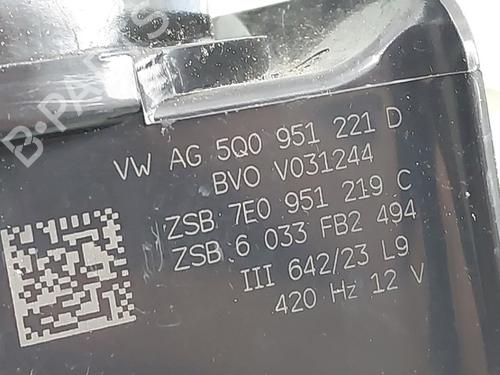 B-PARTS
VW AG 5Q0 951 221 D
BVO V031244
ZSB 7E0 951 219 C
ZSB 6 033 FB2 494
III 642/23 L9
420 Hz 12 V